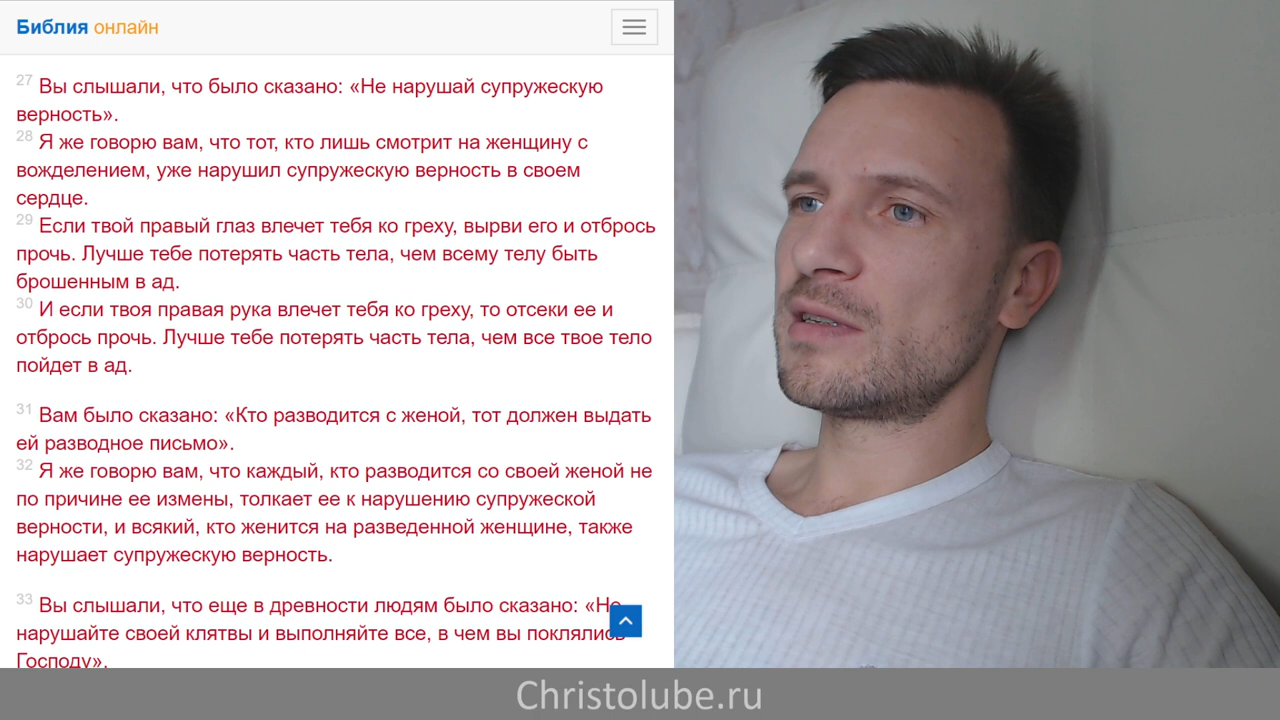 Библия онлайн
27 Вы слышали, что было сказано: «Не нарушай супружескую
верность».
28 Я же говорю вам, что тот, кто лишь смотрит на женщину с
вожделением, уже нарушил супружескую верность в своем
сердце.
29 Если твой правый глаз влечет тебя ко греху, вырви его и отбрось
прочь. Лучше тебе потерять часть тела, чем всему телу быть
брошенным в ад.
30 И если твоя правая рука влечет тебя ко греху, то отсеки ее и
отбрось прочь. Лучше тебе потерять часть тела, чем все твое тело
пойдет в ад.
31 Вам было сказано: «Кто разводится с женой, тот должен выдать
ей разводное письмо».
32 Я же говорю вам, что каждый, кто разводится со своей женой не
по причине ее измены, толкает ее к нарушению супружеской
верности, и всякий, кто женится на разведенной женщине, также
нарушает супружескую верность.
33 Вы слышали, что еще в древности людям было сказано: «Не
нарушайте своей клятвы и выполняйте все, в чем вы поклялись
Господу».
Christolube.ru